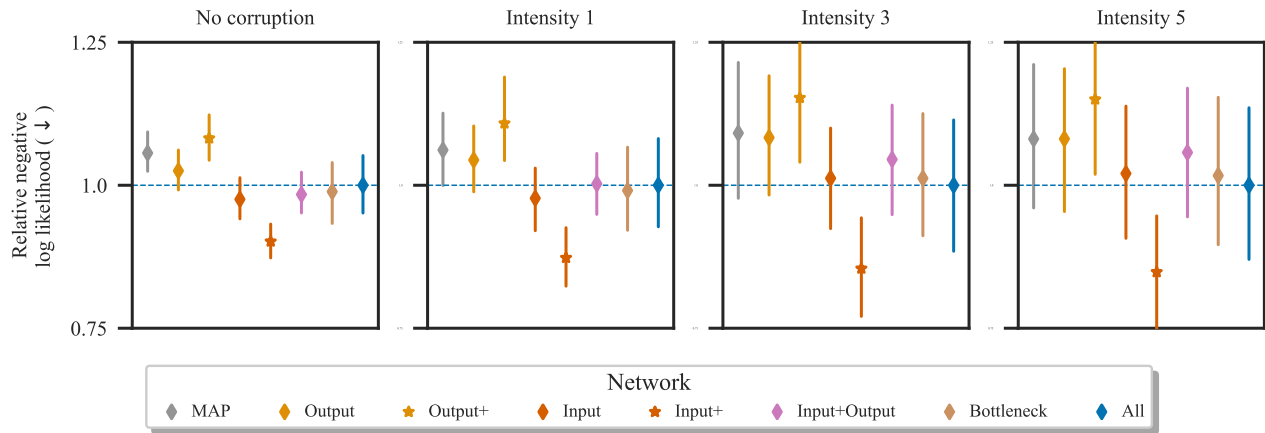 No corruption
Intensity 1
Intensity 3
Intensity 5
1.25
1.0
0.75
Relative negative
log likelihood (↓)
Network
MAP
Output
Output+
Input
Input+
Input+Output
Bottleneck
All